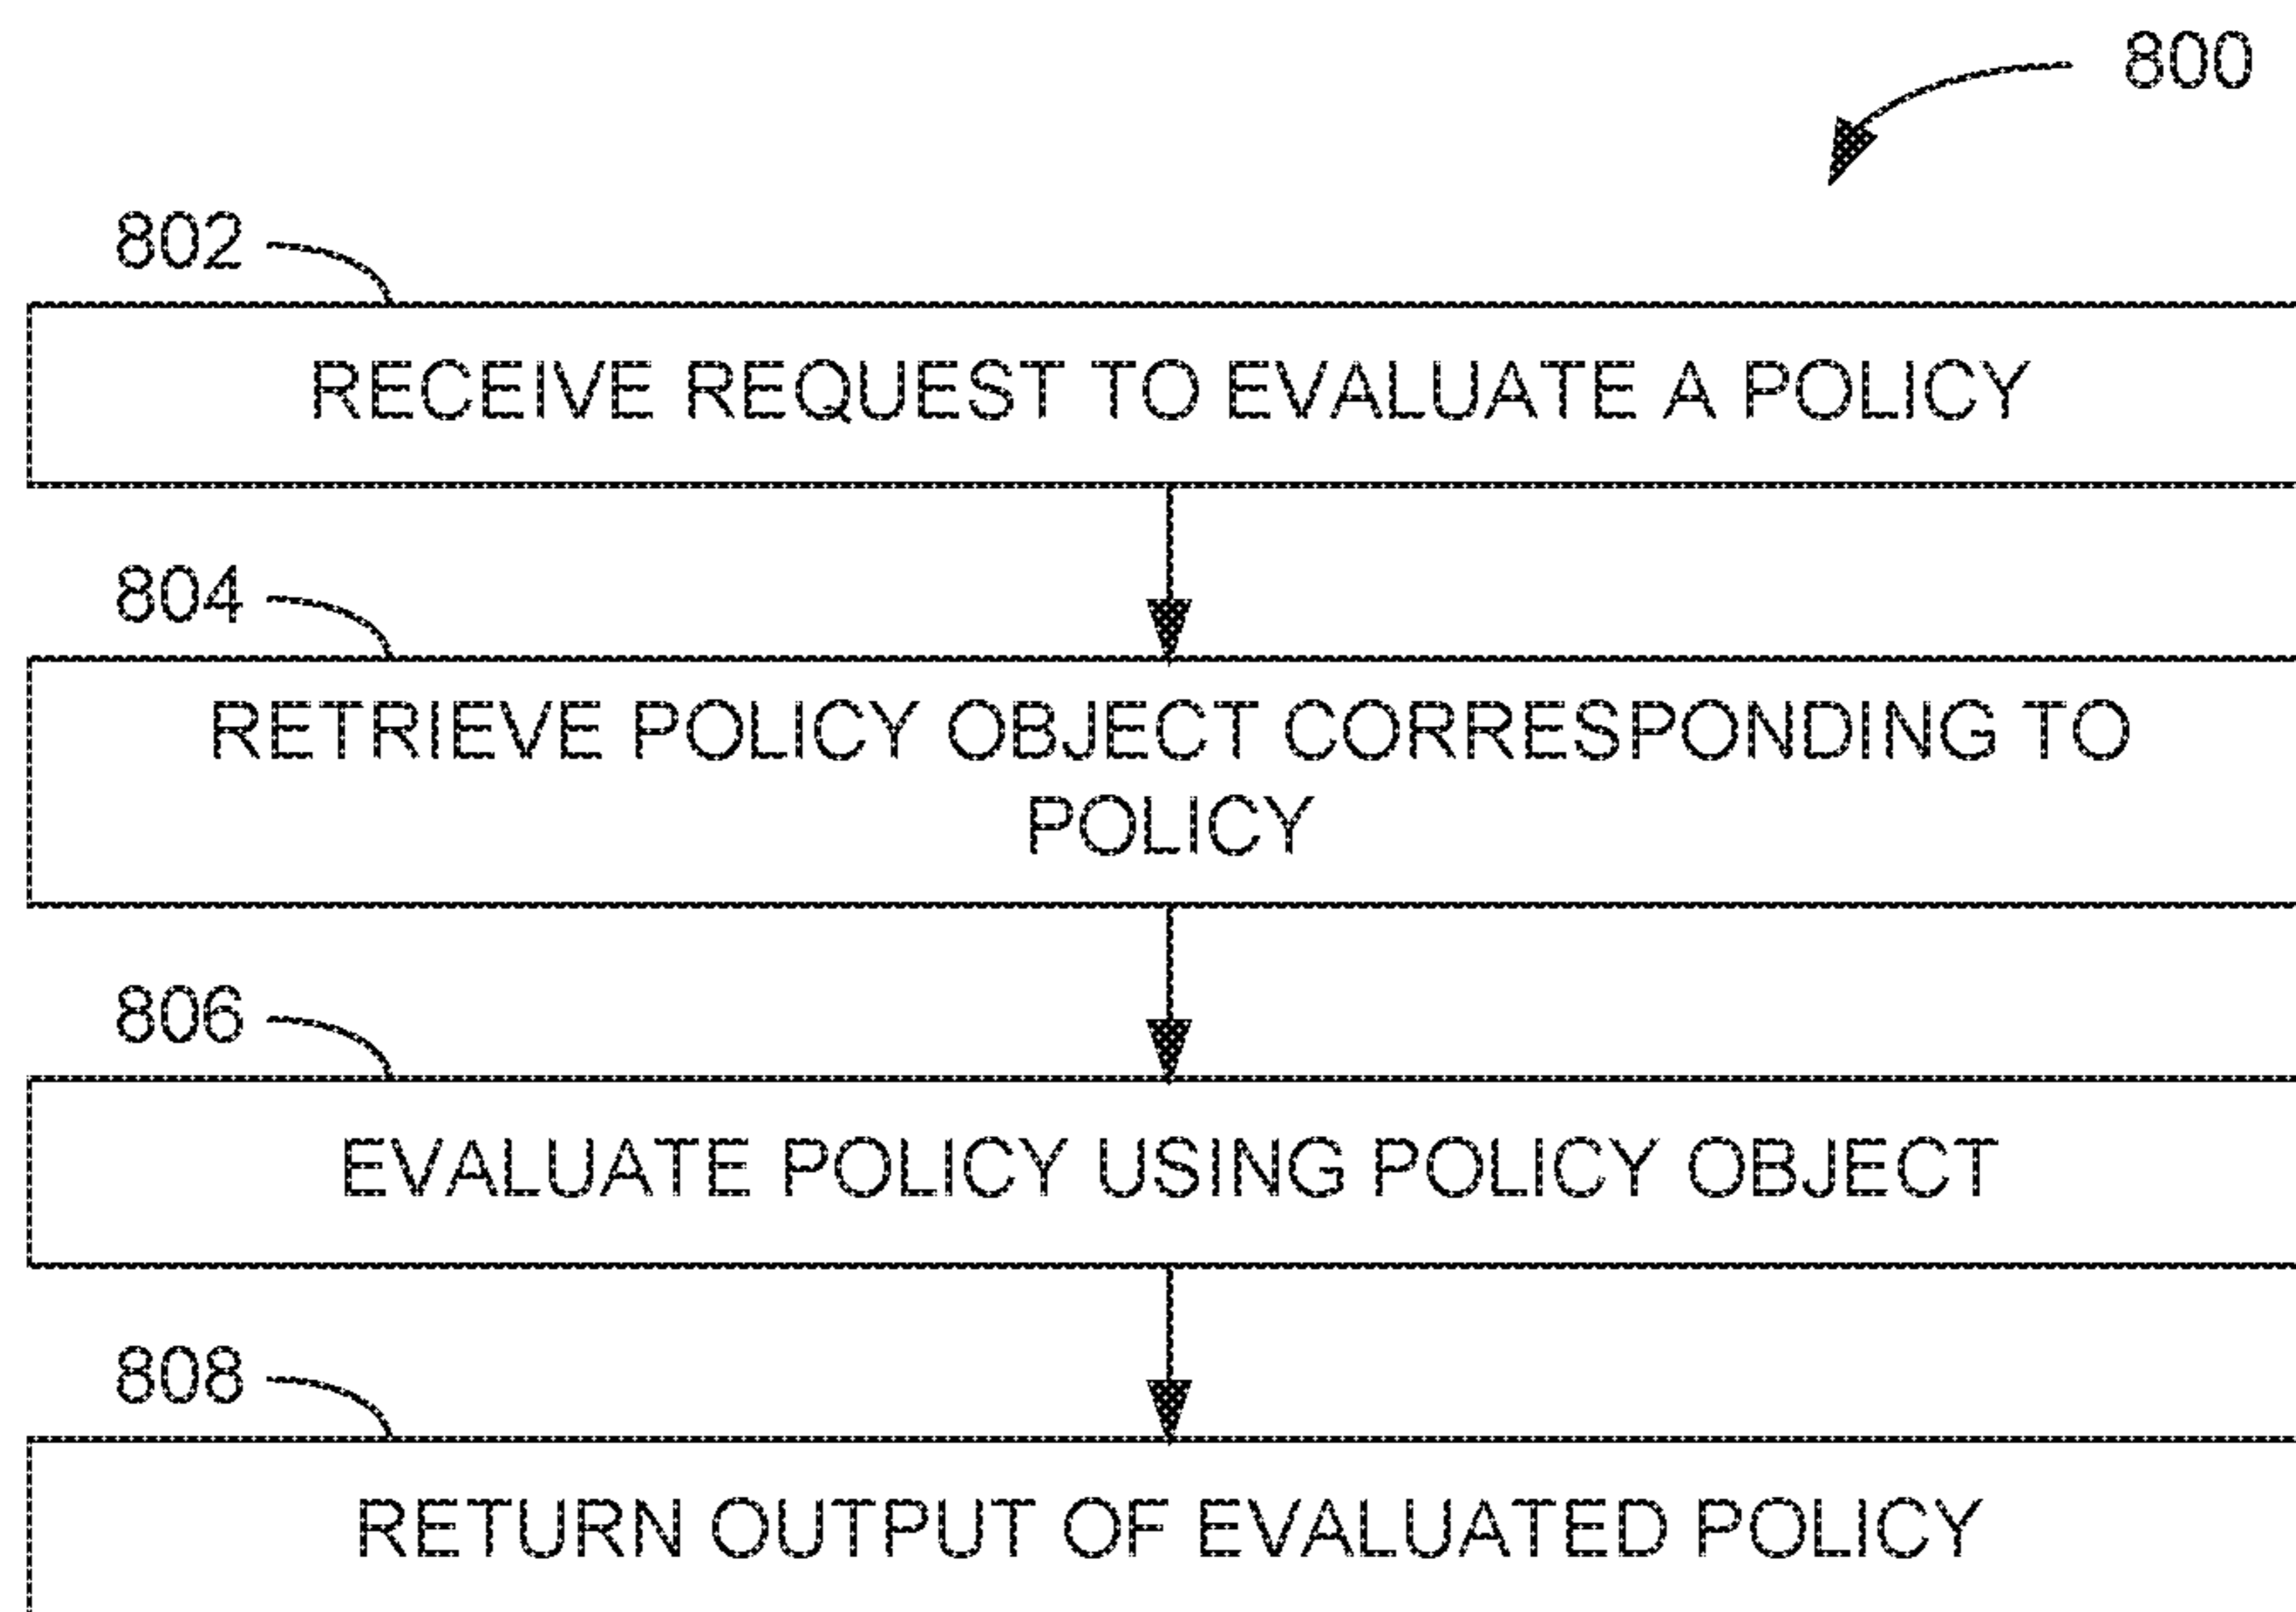 800
802
RECEIVE REQUEST TO EVALUATE A POLICY
804
RETRIEVE POLICY OBJECT CORRESPONDING TO
POLICY
806
EVALUATE POLICY USING POLICY OBJECT
808
RETURN OUTPUT OF EVALUATED POLICY